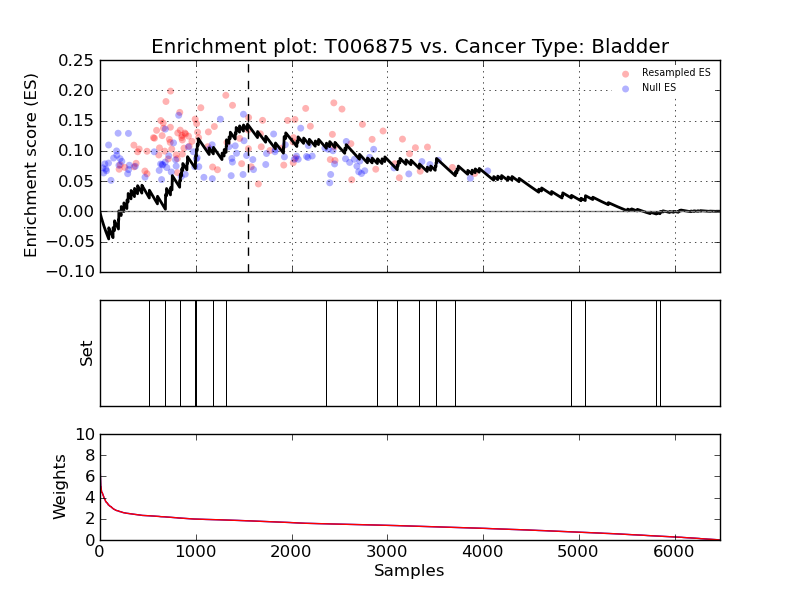 Enrichment plot: T006875 vs. Cancer Type: Bladder
Enrichment score (ES)
0.25
0.20
0.15
0.10
0.05
0.00
−0.05
−0.10
Resampled ES
Null ES
Set
Weights
10
8
6
4
2
0
0 1000 2000 3000 4000 5000 6000
Samples